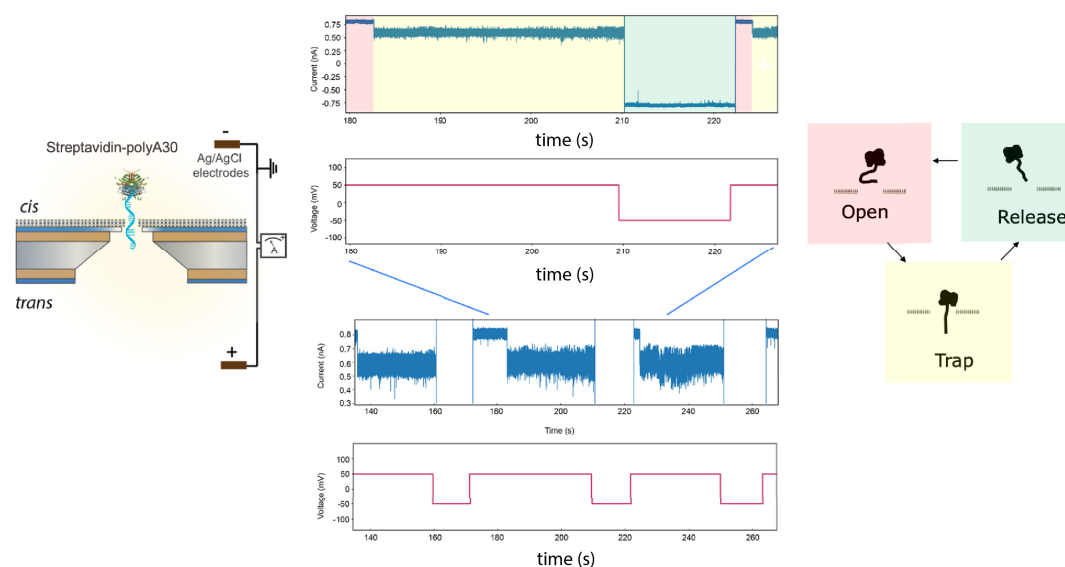 Streptavidin-polyA30
-
Ag/AgCl
electrodes
cis
+
A
trans
+
0.75
0.50
0.25
0
-0.25
-0.50
-0.75
Current (nA)
180
190
200
210
220
time (s)
100
50
0
-50
-100
Voltage (mV)
180
190
200
210
220
time (s)
0.8
0.7
0.6
0.5
0.4
0.3
Current (nA)
140
160
180
200
220
240
260
Time (s)
100
50
0
-50
-100
Voltage (mV)
140
160
180
200
220
240
260
time (s)
Open
Release
Trap